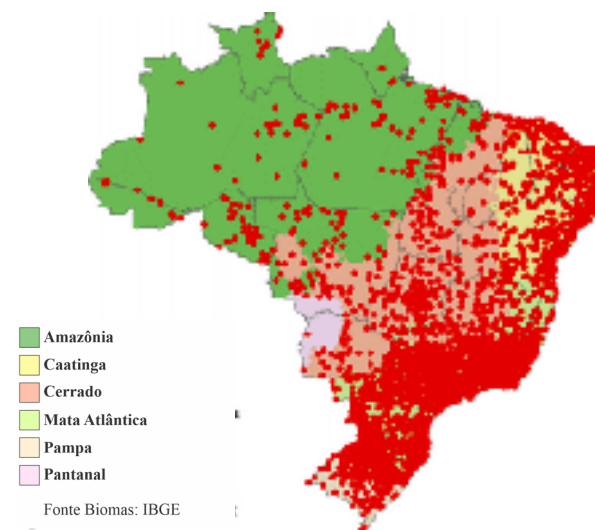 Amazônia
Caatinga
Cerrado
Mata Atlântica
Pampa
Pantanal
Fonte Biomas: IBGE